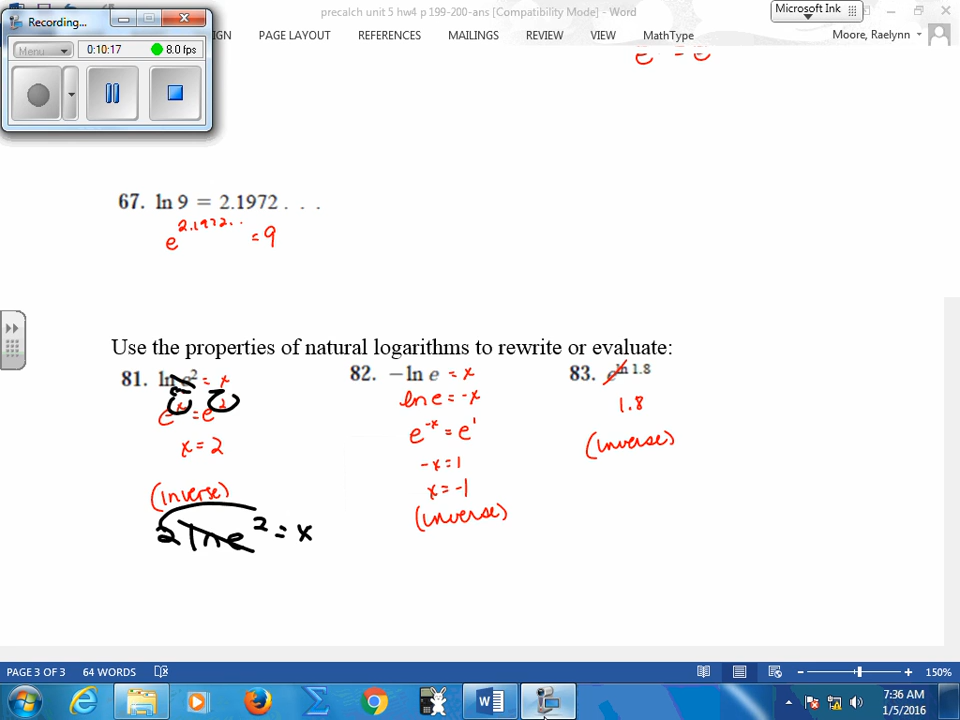 precalch unit 5 hw4 p 199-200-ans [Compatibility Mode] - Word
Microsoft Ink
Recording...
0:10:17
8.0 fps
Menu
IGN PAGE LAYOUT REFERENCES MAILINGS REVIEW VIEW MathType
Moore, Raelynn
67. ln 9 = 2.1972 . . .
e^2.1972.. = 9
Use the properties of natural logarithms to rewrite or evaluate:
81. ln e² = x
e^x = e²
x = 2
(inverse)
2 ln e ² = x
82. − ln e = x
ln e = -x
e^-x = e^1
-x = 1
x = -1
(inverse)
83. e^ln 1.8
1.8
(inverse)
PAGE 3 OF 3 64 WORDS
150%
7:36 AM
1/5/2016